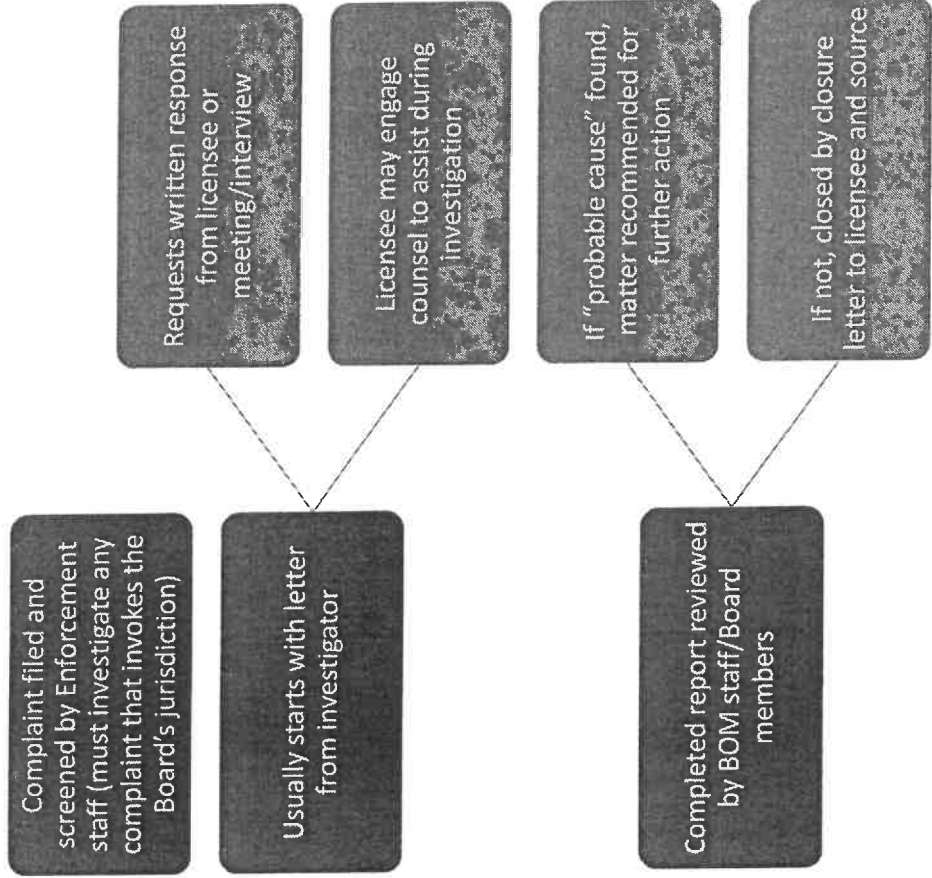 Complaint filed and
screened by Enforcement
staff (must investigate any
complaint that invokes the
Board's jurisdiction)
Usually starts with letter
from investigator
Requests written response
from licensee or
meeting/interview
Licensee may engage
counsel to assist during
investigation
Completed report reviewed
by BOM staff/Board
members
If "probable cause" found,
matter recommended for
further action
If not, closed by closure
letter to licensee and source